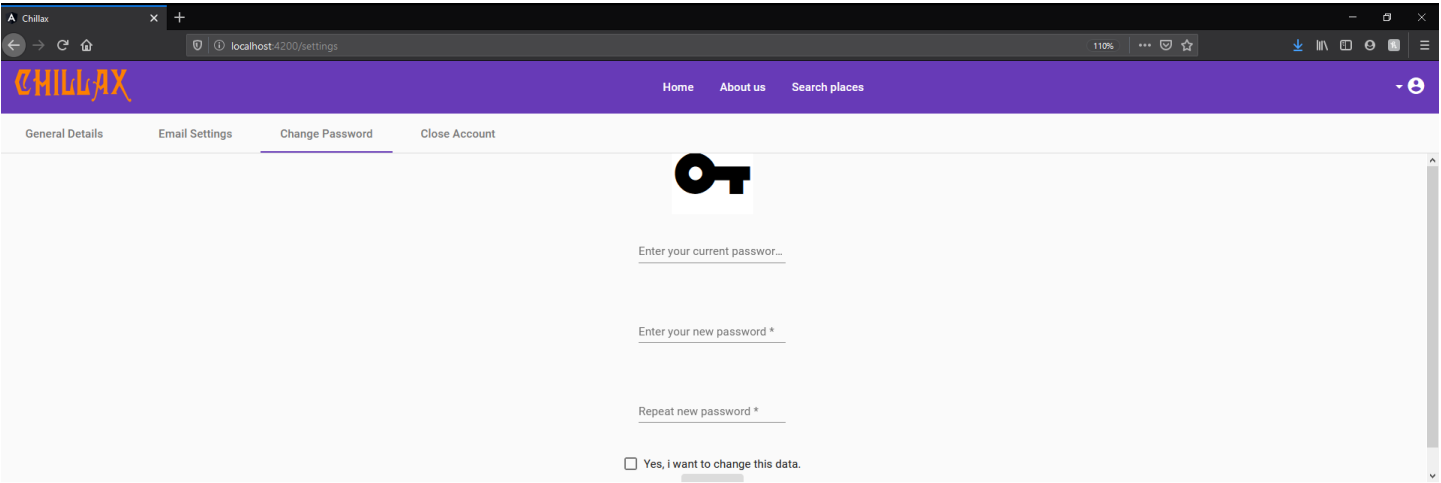 Chillax
localhost:4200/settings
110%
CHILLAX
Home About us Search places
General Details Email Settings Change Password Close Account
Enter your current passwor...
Enter your new password *
Repeat new password *
Yes, i want to change this data.